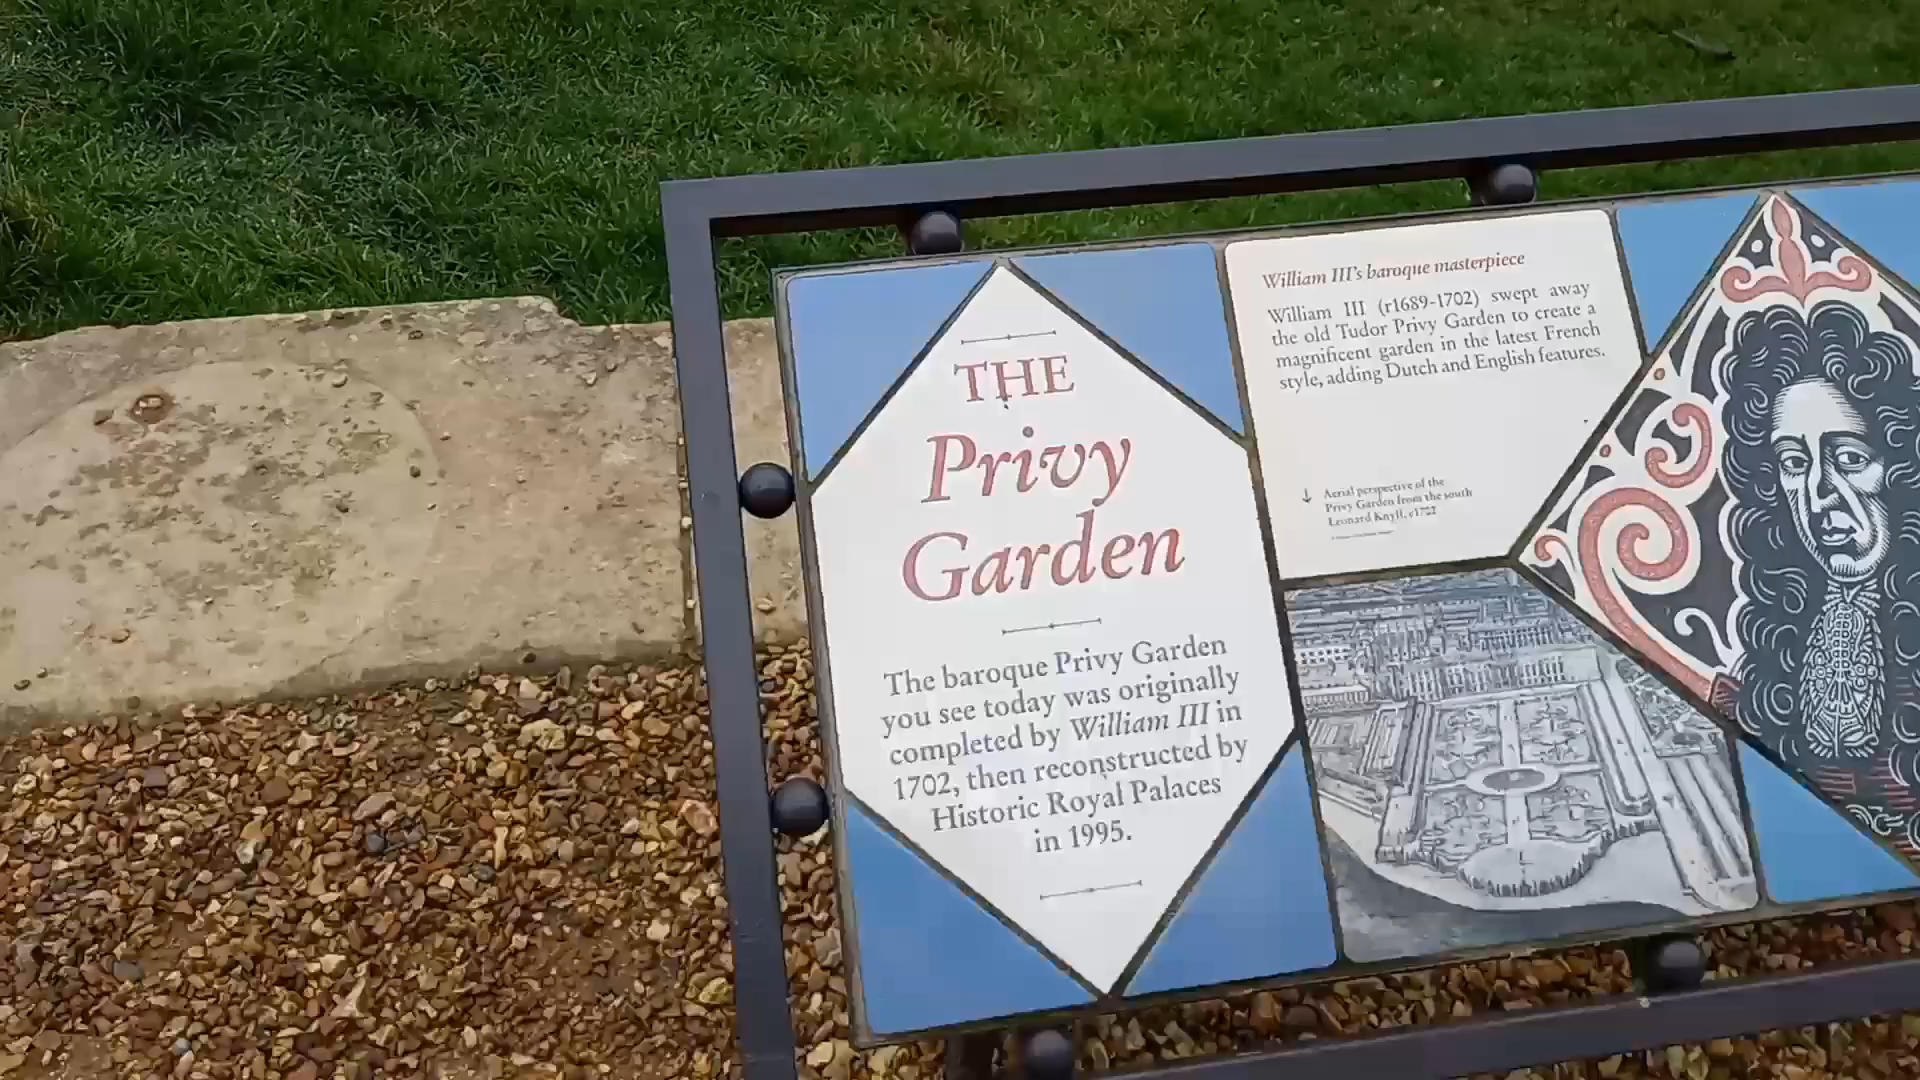 THE
Privy
Garden
The baroque Privy Garden
you see today was originally
completed by William III in
1702, then reconstructed by
Historic Royal Palaces
in 1995.
William III's baroque masterpiece
William III (r1689-1702) swept away
the old Tudor Privy Garden to create a
magnificent garden in the latest French
style, adding Dutch and English features.
↓ Aerial perspective of the
Privy Garden from the south
Leonard Knyff, c1702